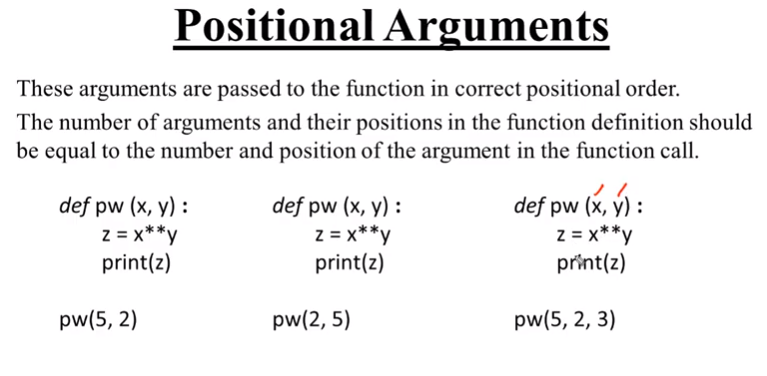 Positional Arguments
These arguments are passed to the function in correct positional order.
The number of arguments and their positions in the function definition should
be equal to the number and position of the argument in the function call.
def pw (x, y) :
z = x**y
print(z)
pw(5, 2)
def pw (x, y) :
z = x**y
print(z)
pw(2, 5)
def pw (x, y) :
z = x**y
print(z)
pw(5, 2, 3)